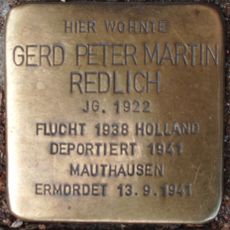 HIER WOHNTE
GERD PETER MARTIN
REDLICH
JG. 1922
FLUCHT 1938 HOLLAND
DEPORTIERT 1941
MAUTHAUSEN
ERMORDET 13.9.1941